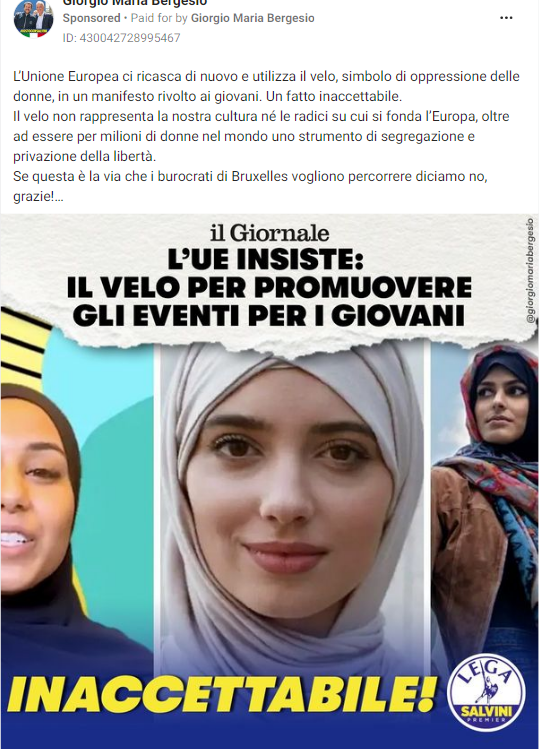 Giorgio Maria Bergesio
Sponsored • Paid for by Giorgio Maria Bergesio
ID: 430042728995467
L'Unione Europea ci ricasca di nuovo e utilizza il velo, simbolo di oppressione delle
donne, in un manifesto rivolto ai giovani. Un fatto inaccettabile.
Il velo non rappresenta la nostra cultura né le radici su cui si fonda l'Europa, oltre
ad essere per milioni di donne nel mondo uno strumento di segregazione e
privazione della libertà.
Se questa è la via che i burocrati di Bruxelles vogliono percorrere diciamo no,
grazie!...
@giorgiomariabergesio
il Giornale
L'UE INSISTE:
IL VELO PER PROMUOVERE
GLI EVENTI PER I GIOVANI
INACCETTABILE!
LEGA
SALVINI
PREMIER